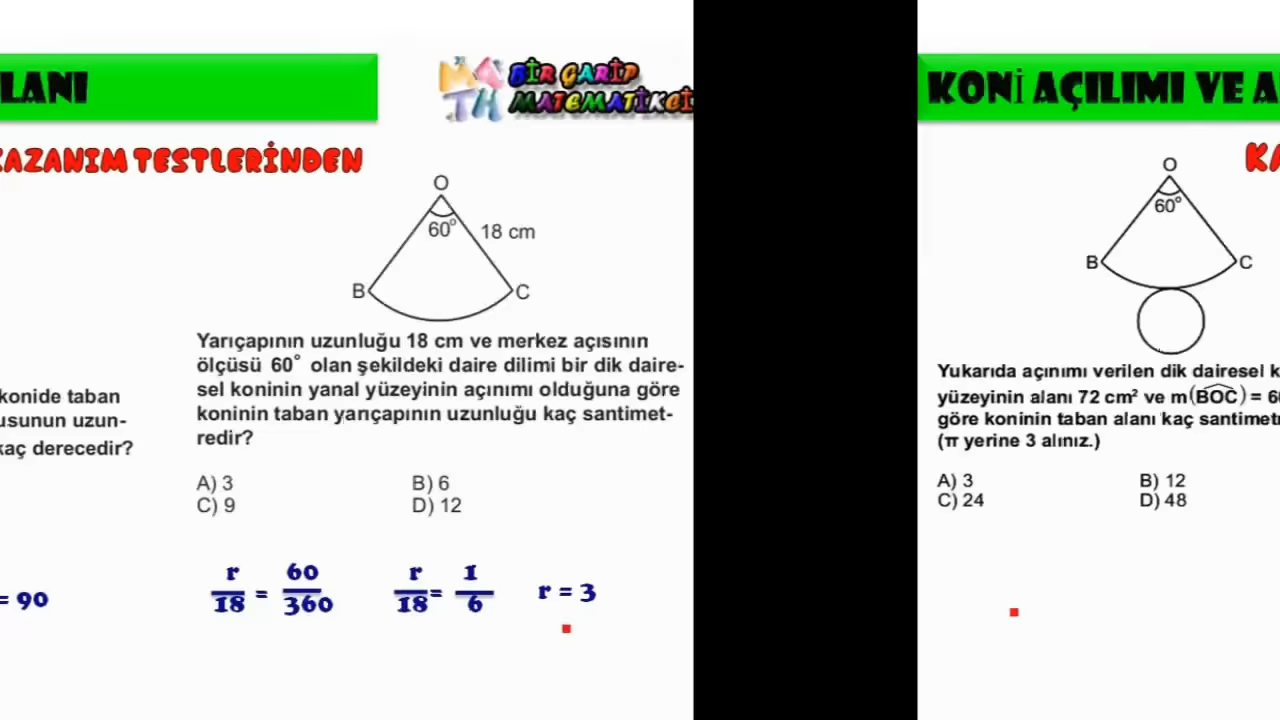 LANI
BİR GARİP
MATEMATİKÇİ
KAZANIM TESTLERİNDEN
O
60°
18 cm
B
C
Yarıçapının uzunluğu 18 cm ve merkez açısının
ölçüsü 60° olan şekildeki daire dilimi bir dik daire-
sel koninin yanal yüzeyinin açınımı olduğuna göre
koninin taban yarıçapının uzunluğu kaç santimet-
redir?
A) 3
B) 6
C) 9
D) 12
r/18 = 60/360
r/18 = 1/6
r = 3
konide taban
usunun uzun-
kaç derecedir?
= 90
KONİ AÇILIMI VE A
KA
O
60°
B
C
Yukarıda açınımı verilen dik dairesel k
yüzeyinin alanı 72 cm² ve m(BOC) = 6
göre koninin taban alanı kaç santimet
(π yerine 3 alınız.)
A) 3
B) 12
C) 24
D) 48